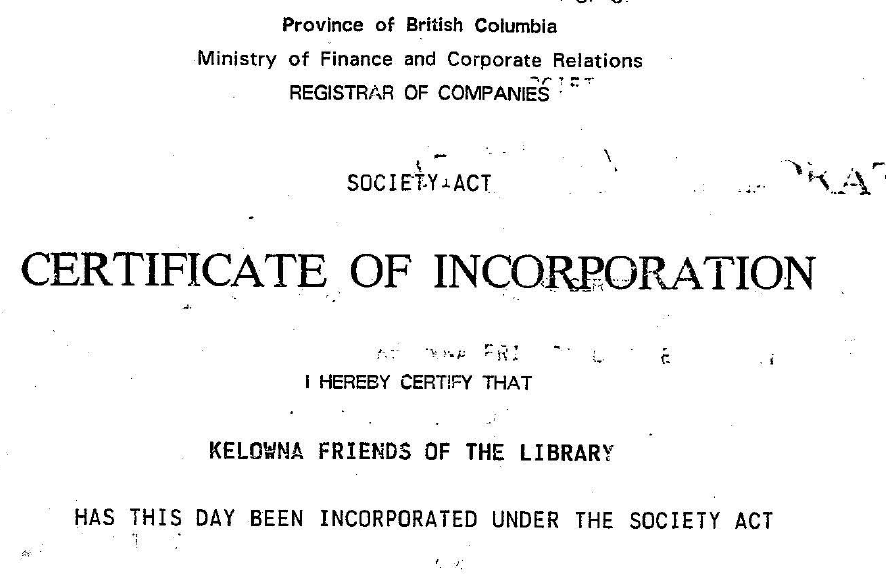 Province of British Columbia
Ministry of Finance and Corporate Relations
REGISTRAR OF COMPANIES
SOCIETY ACT
CERTIFICATE OF INCORPORATION
I HEREBY CERTIFY THAT
KELOWNA FRIENDS OF THE LIBRARY
HAS THIS DAY BEEN INCORPORATED UNDER THE SOCIETY ACT